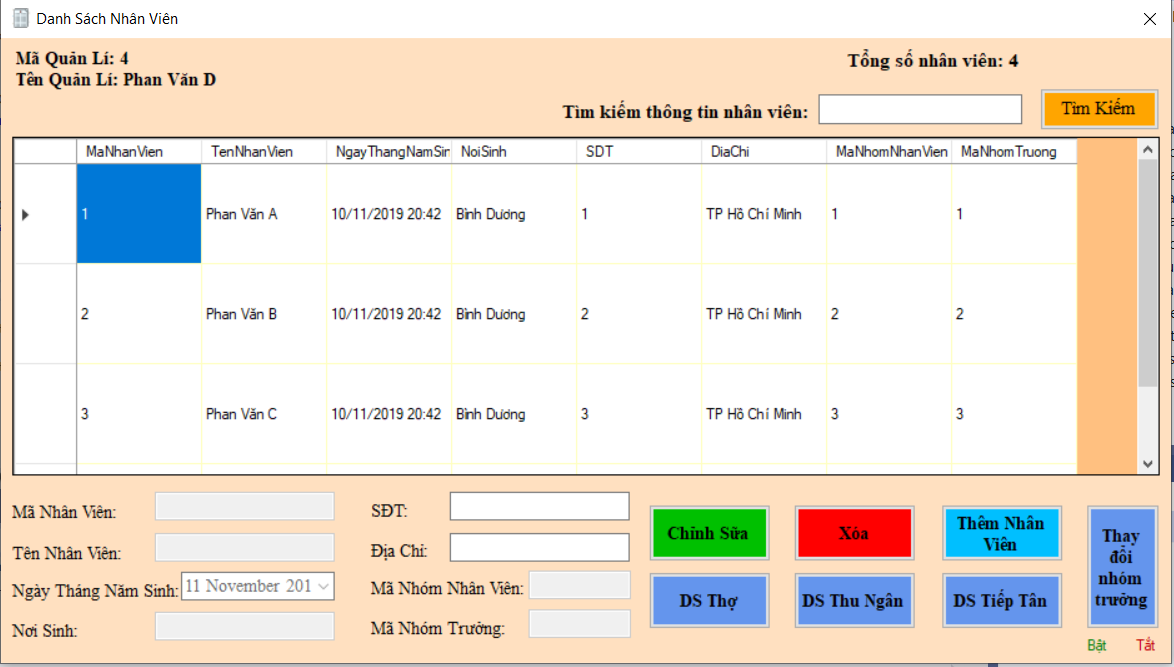 Danh Sách Nhân Viên
Mã Quản Lí: 4
Tên Quản Lí: Phan Văn D
Tổng số nhân viên: 4
Tìm kiếm thông tin nhân viên:
Tìm Kiếm
MaNhanVien TenNhanVien NgayThangNamSin NoiSinh SDT DiaChi MaNhomNhanVien MaNhomTruong
1 Phan Văn A 10/11/2019 20:42 Bình Dương 1 TP Hồ Chí Minh 1 1
2 Phan Văn B 10/11/2019 20:42 Bình Dương 2 TP Hồ Chí Minh 2 2
3 Phan Văn C 10/11/2019 20:42 Bình Dương 3 TP Hồ Chí Minh 3 3
Mã Nhân Viên:
Tên Nhân Viên:
Ngày Tháng Năm Sinh: 11 November 201
Nơi Sinh:
SĐT:
Địa Chỉ:
Mã Nhóm Nhân Viên:
Mã Nhóm Trưởng:
Chỉnh Sữa
Xóa
Thêm Nhân
Viên
DS Thợ
DS Thu Ngân
DS Tiếp Tân
Thay
đổi
nhóm
trưởng
Bật
Tắt